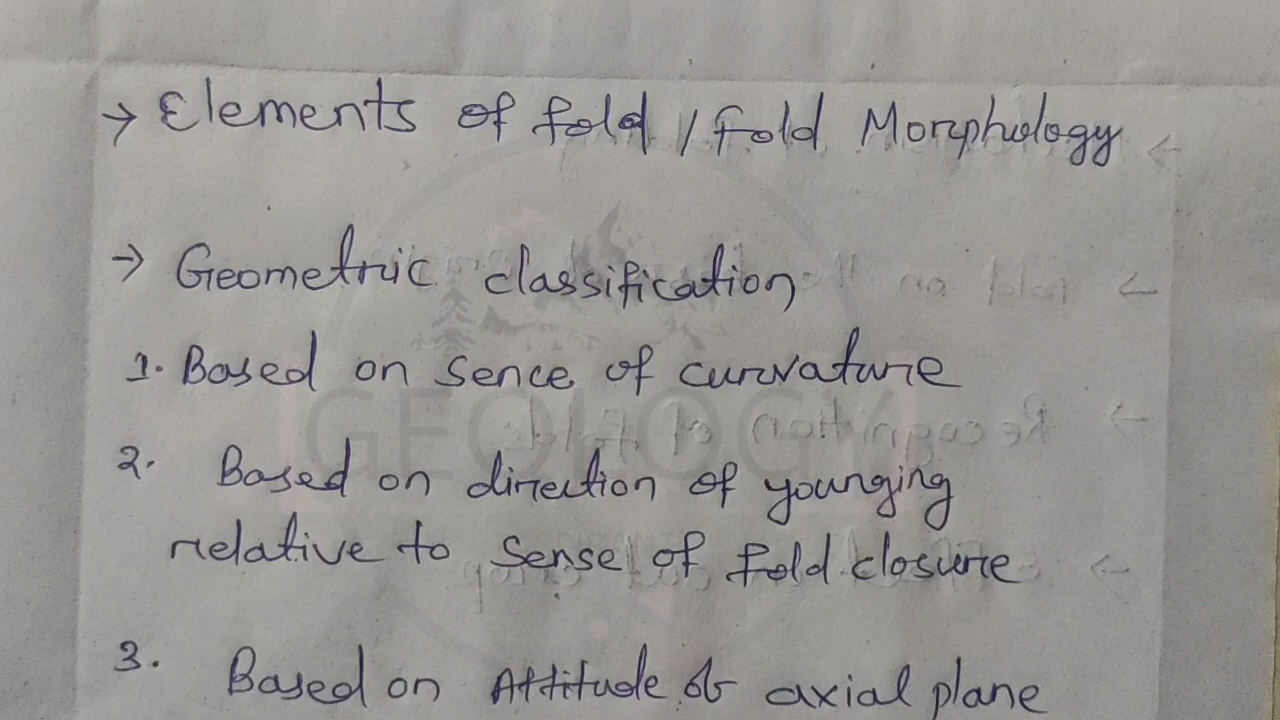 → Elements of fold / Fold Morphology
→ Geometric classification
1. Based on Sence of curvature
GEOLOGY
2. Based on direction of younging
relative to Sense of fold closure
3. Based on Attitude of axial plane